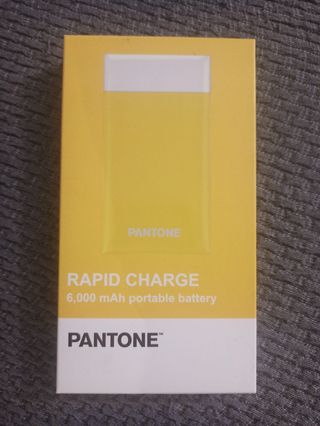 PANTONE
RAPID CHARGE
6,000 mAh portable battery
PANTONE™